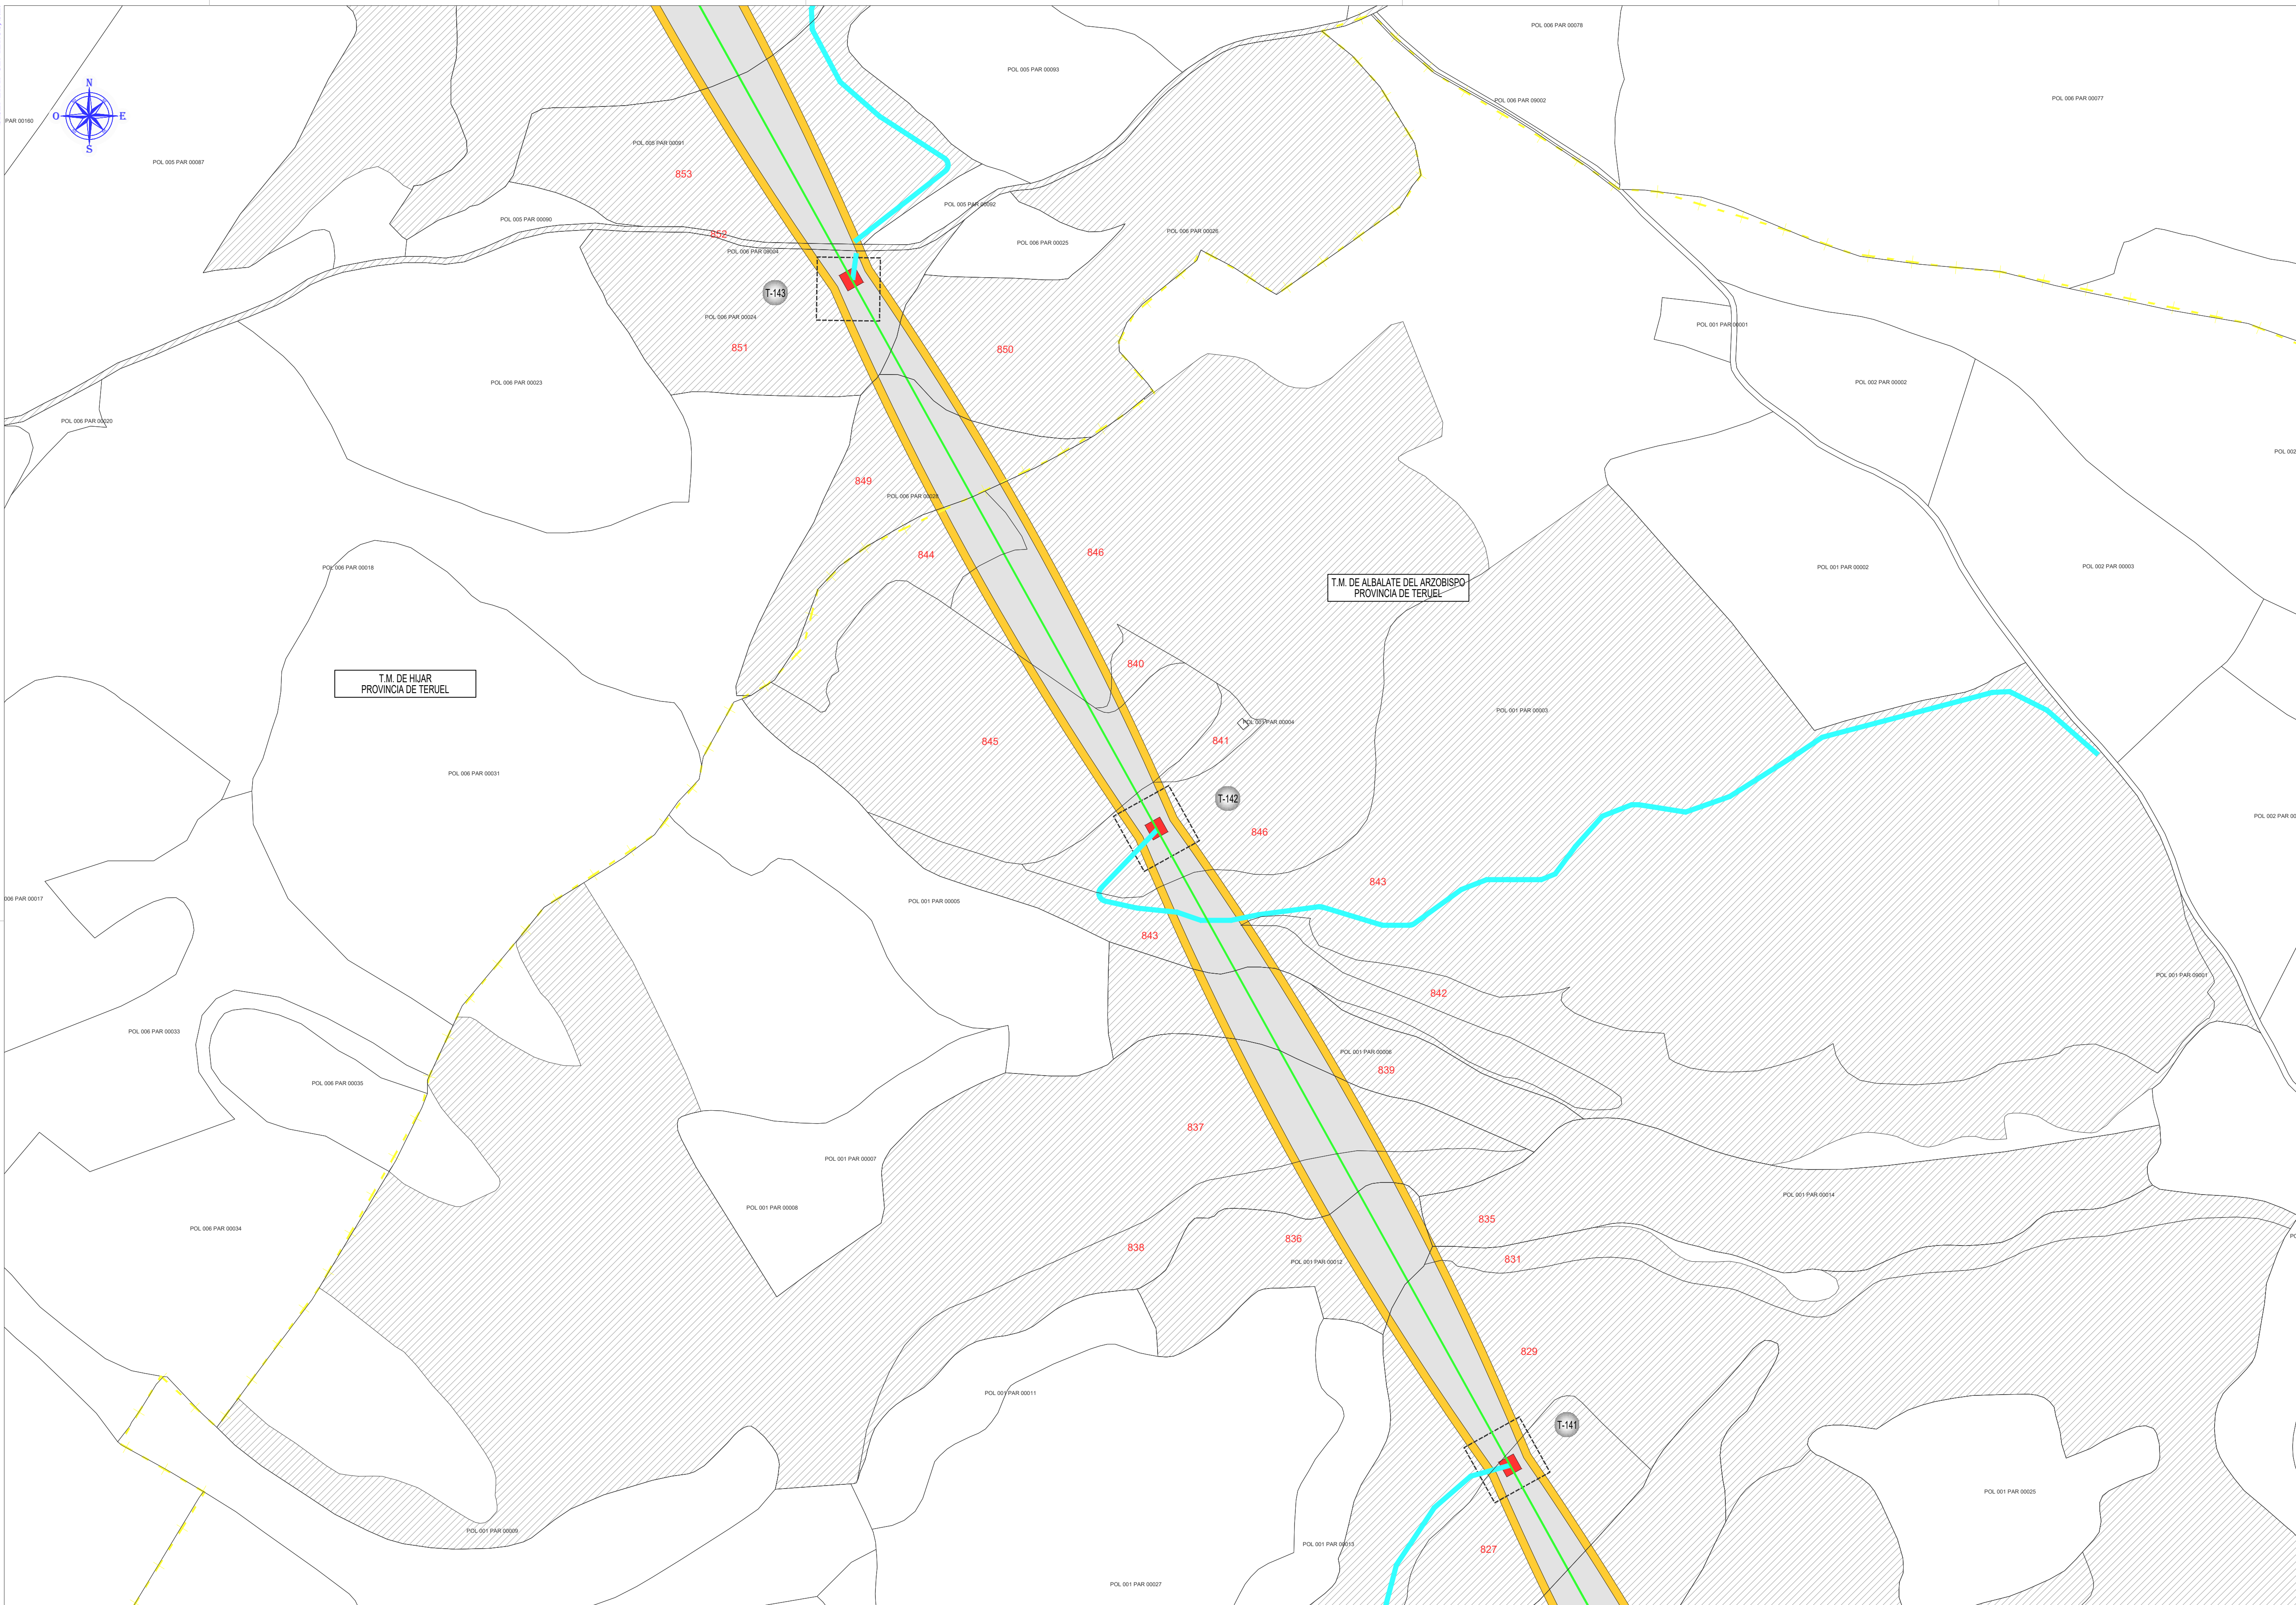 POL 006 PAR 00078
POL 005 PAR 00093
N
O
E
S
POL 006 PAR 09002
POL 006 PAR 00077
PAR 00160
POL 005 PAR 00091
POL 005 PAR 00087
853
POL 005 PAR 00092
POL 005 PAR 00090
852
POL 006 PAR 00026
POL 006 PAR 00025
POL 006 PAR 09004
T-143
POL 006 PAR 00024
POL 001 PAR 00001
851
850
POL 006 PAR 00023
POL 002 PAR 00002
POL 006 PAR 00020
POL 002
849
POL 006 PAR 00028
844
846
POL 006 PAR 00018
POL 001 PAR 00002
POL 002 PAR 00003
T.M. DE ALBALATE DEL ARZOBISPO
PROVINCIA DE TERUEL
840
T.M. DE HIJAR
PROVINCIA DE TERUEL
POL 001 PAR 00003
POL 001 PAR 00004
845
841
POL 006 PAR 00031
T-142
POL 002 PAR 00
846
843
006 PAR 00017
POL 001 PAR 00005
843
POL 001 PAR 09001
842
POL 006 PAR 00033
POL 001 PAR 00006
839
POL 006 PAR 00035
837
POL 001 PAR 00007
POL 001 PAR 00014
POL 001 PAR 00008
835
POL 006 PAR 00034
836
838
831
POL 001 PAR 00012
829
POL 001 PAR 00011
T-141
POL 001 PAR 00025
POL 001 PAR 00009
POL 001 PAR 00013
827
POL 001 PAR 00027